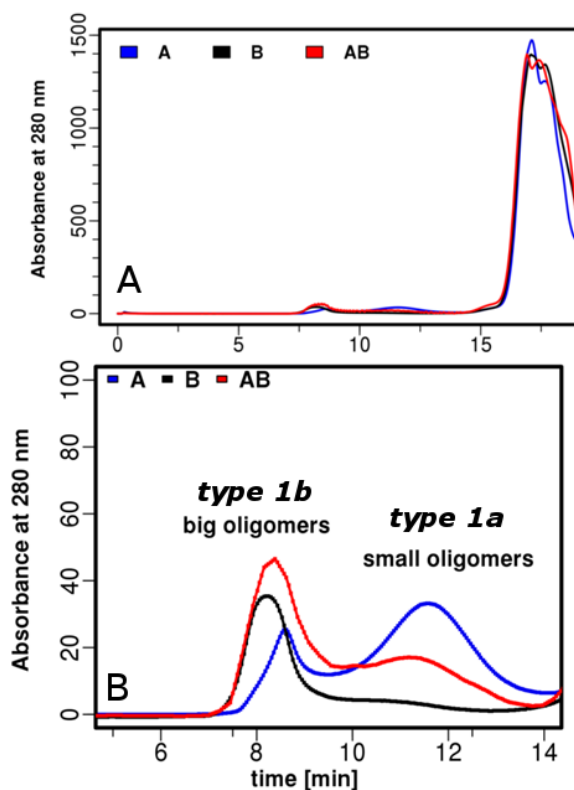 1500
1000
500
0
Absorbance at 280 nm
A B AB
A
0 5 10 15
100
80
60
40
20
0
Absorbance at 280 nm
A B AB
type 1b type 1a
big oligomers small oligomers
B
6 8 10 12 14
time [min]